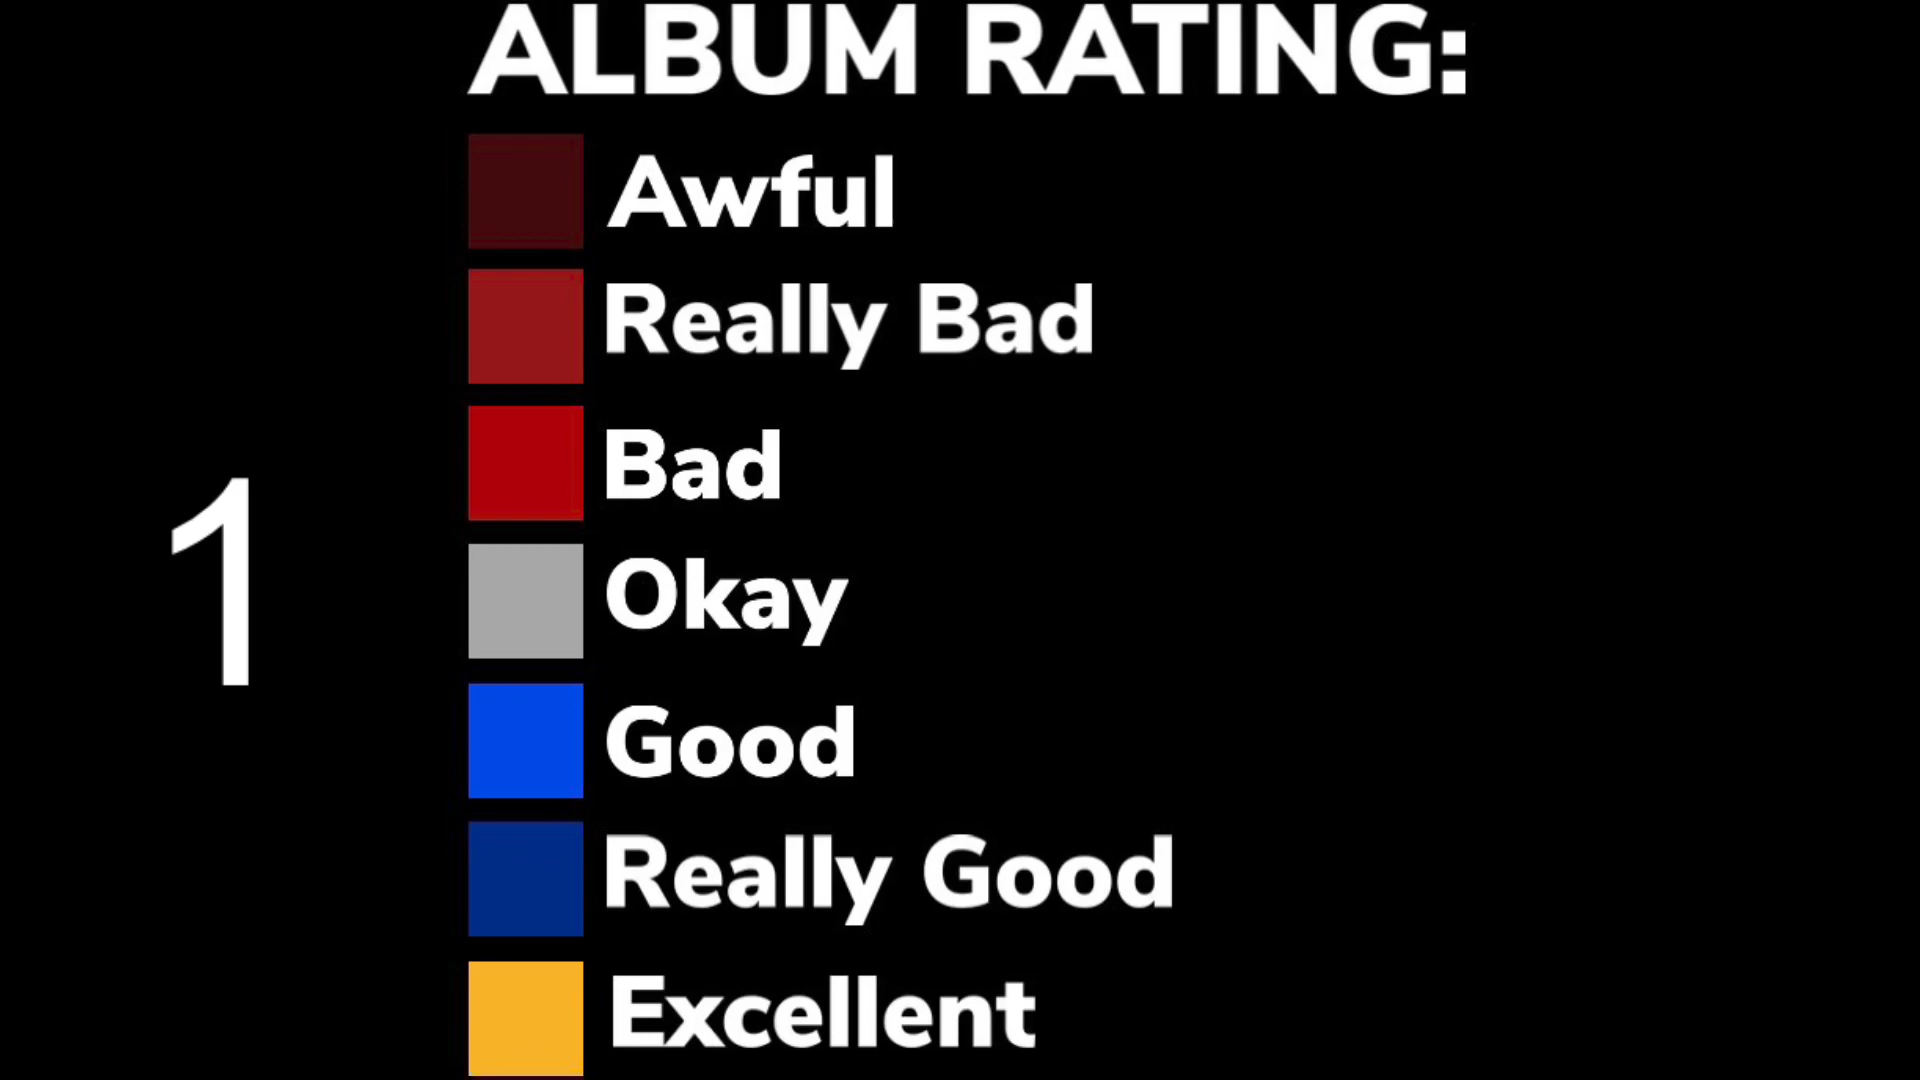 ALBUM RATING:
Awful
Really Bad
Bad
1
Okay
Good
Really Good
Excellent